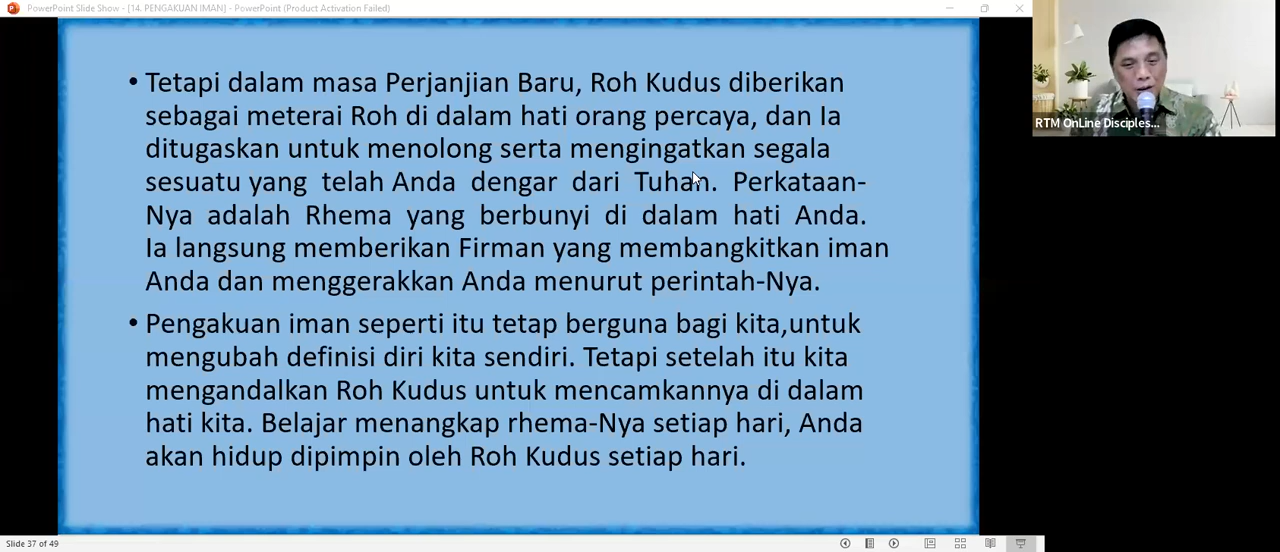 PowerPoint Slide Show - [14. PENGAKUAN IMAN] - PowerPoint (Product Activation Failed)
• Tetapi dalam masa Perjanjian Baru, Roh Kudus diberikan
sebagai meterai Roh di dalam hati orang percaya, dan Ia
ditugaskan untuk menolong serta mengingatkan segala
sesuatu yang telah Anda dengar dari Tuhan. Perkataan-
Nya adalah Rhema yang berbunyi di dalam hati Anda.
Ia langsung memberikan Firman yang membangkitkan iman
Anda dan menggerakkan Anda menurut perintah-Nya.
• Pengakuan iman seperti itu tetap berguna bagi kita,untuk
mengubah definisi diri kita sendiri. Tetapi setelah itu kita
mengandalkan Roh Kudus untuk mencamkannya di dalam
hati kita. Belajar menangkap rhema-Nya setiap hari, Anda
akan hidup dipimpin oleh Roh Kudus setiap hari.
RTM OnLine Disciples...
Slide 37 of 49